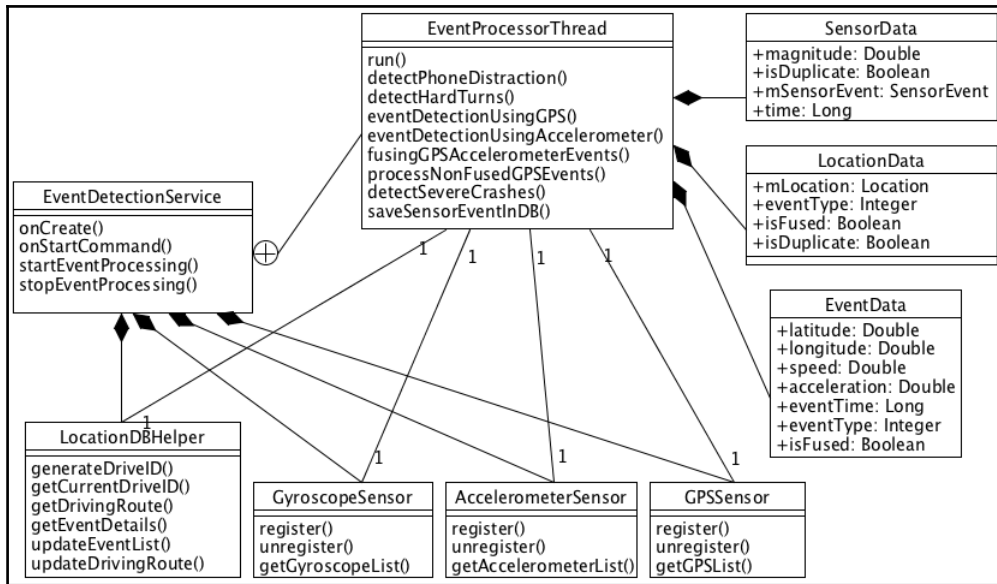 EventProcessorThread
run()
detectPhoneDistraction()
detectHardTurns()
eventDetectionUsingGPS()
eventDetectionUsingAccelerometer()
fusingGPSAccelerometerEvents()
processNonFusedGPSEvents()
detectSevereCrashes()
saveSensorEventInDB()
SensorData
+magnitude: Double
+isDuplicate: Boolean
+mSensorEvent: SensorEvent
+time: Long
LocationData
+mLocation: Location
+eventType: Integer
+isFused: Boolean
+isDuplicate: Boolean
EventDetectionService
onCreate()
onStartCommand()
startEventProcessing()
stopEventProcessing()
1
1
1
1
EventData
+latitude: Double
+longitude: Double
+speed: Double
+acceleration: Double
+eventTime: Long
+eventType: Integer
+isFused: Boolean
1
1
1
1
LocationDBHelper
generateDriveID()
getCurrentDriveID()
getDrivingRoute()
getEventDetails()
updateEventList()
updateDrivingRoute()
GyroscopeSensor
register()
unregister()
getGyroscopeList()
AccelerometerSensor
register()
unregister()
getAccelerometerList()
GPSSensor
register()
unregister()
getGPSList()